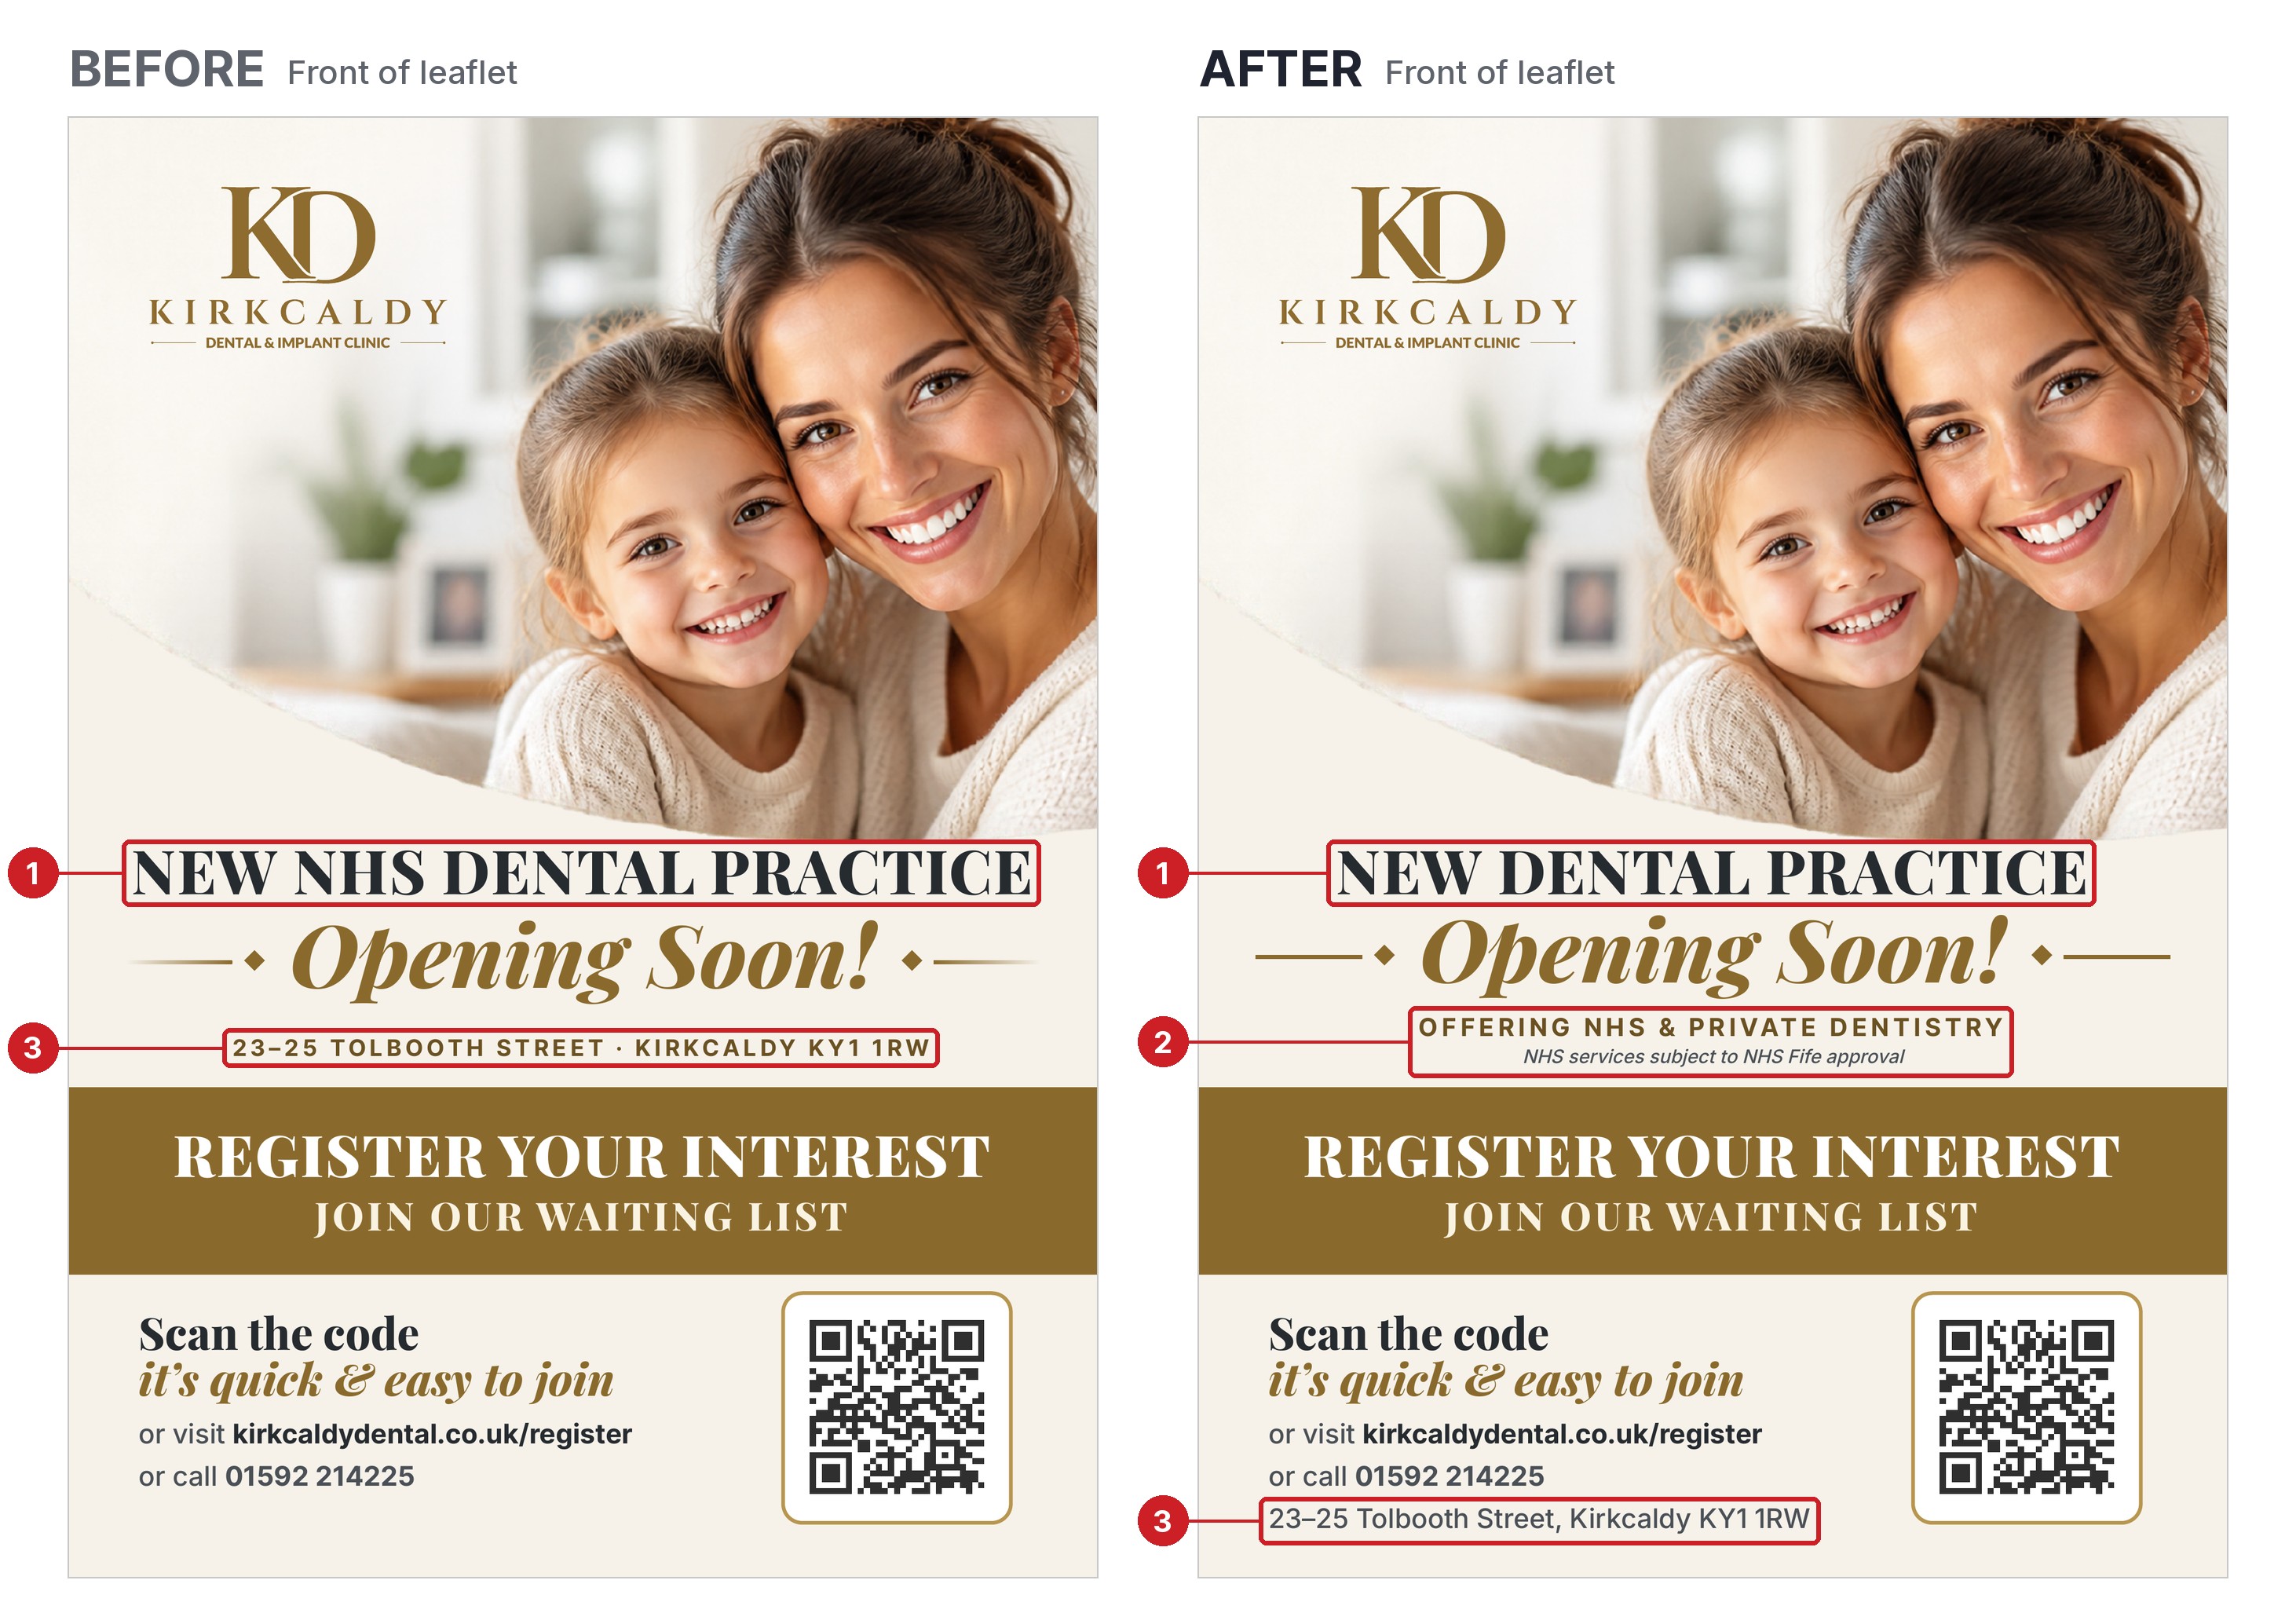 BEFORE Front of leaflet
KD
KIRKCALDY
DENTAL & IMPLANT CLINIC
1
NEW NHS DENTAL PRACTICE
Opening Soon!
3
23–25 TOLBOOTH STREET · KIRKCALDY KY1 1RW
REGISTER YOUR INTEREST
JOIN OUR WAITING LIST
Scan the code
it’s quick & easy to join
or visit kirkcaldydental.co.uk/register
or call 01592 214225
AFTER Front of leaflet
KD
KIRKCALDY
DENTAL & IMPLANT CLINIC
1
NEW DENTAL PRACTICE
Opening Soon!
2
OFFERING NHS & PRIVATE DENTISTRY
NHS services subject to NHS Fife approval
REGISTER YOUR INTEREST
JOIN OUR WAITING LIST
Scan the code
it’s quick & easy to join
or visit kirkcaldydental.co.uk/register
or call 01592 214225
3
23–25 Tolbooth Street, Kirkcaldy KY1 1RW